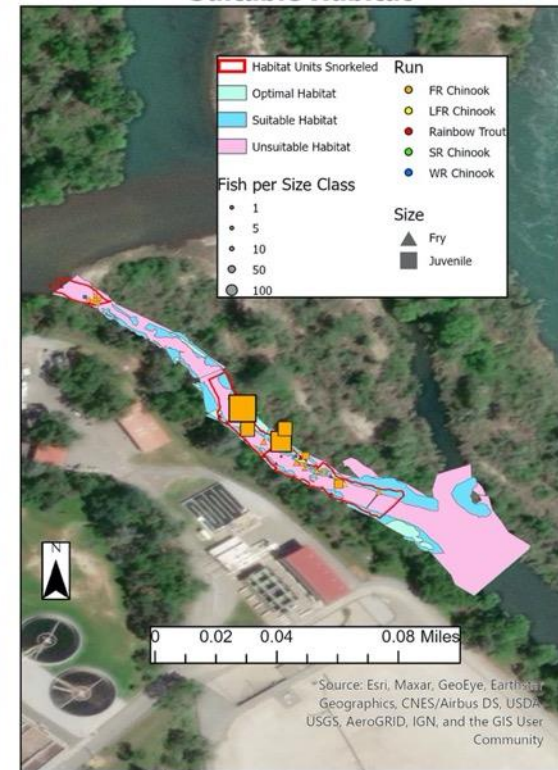 Habitat Units Snorkeled
Optimal Habitat
Suitable Habitat
Unsuitable Habitat
Fish per Size Class
1
5
10
50
100
Run
FR Chinook
LFR Chinook
Rainbow Trout
SR Chinook
WR Chinook
Size
Fry
Juvenile
N
0 0.02 0.04 0.08 Miles
Source: Esri, Maxar, GeoEye, Earthstar
Geographics, CNES/Airbus DS, USDA,
USGS, AeroGRID, IGN, and the GIS User
Community